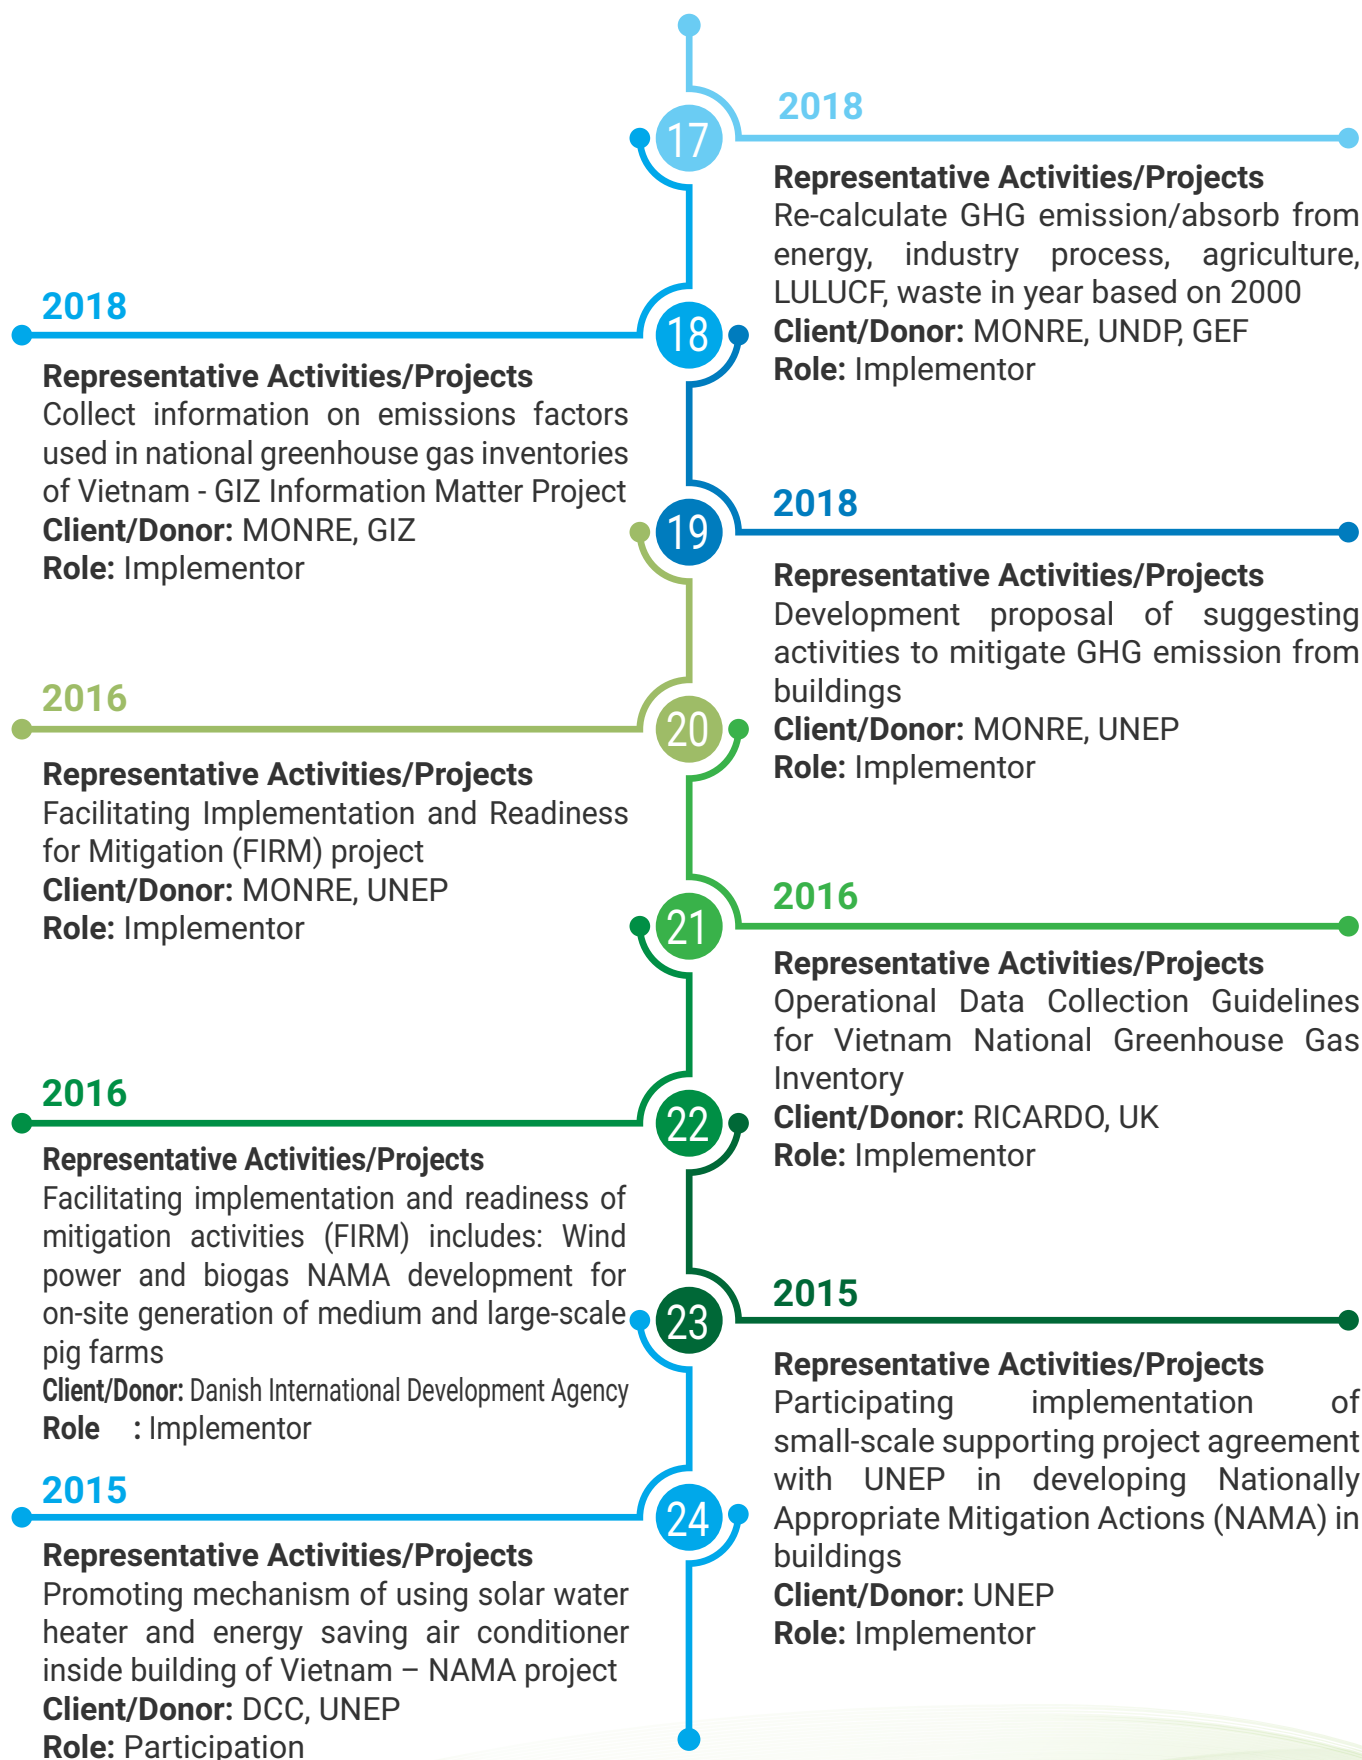 17
2018
Representative Activities/Projects
Re-calculate GHG emission/absorb from
energy, industry process, agriculture,
LULUCF, waste in year based on 2000
Client/Donor: MONRE, UNDP, GEF
Role: Implementor
18
2018
Representative Activities/Projects
Collect information on emissions factors
used in national greenhouse gas inventories
of Vietnam - GIZ Information Matter Project
Client/Donor: MONRE, GIZ
Role: Implementor
19
2018
Representative Activities/Projects
Development proposal of suggesting
activities to mitigate GHG emission from
buildings
Client/Donor: MONRE, UNEP
Role: Implementor
20
2016
Representative Activities/Projects
Facilitating Implementation and Readiness
for Mitigation (FIRM) project
Client/Donor: MONRE, UNEP
Role: Implementor
21
2016
Representative Activities/Projects
Operational Data Collection Guidelines
for Vietnam National Greenhouse Gas
Inventory
Client/Donor: RICARDO, UK
Role: Implementor
22
2016
Representative Activities/Projects
Facilitating implementation and readiness of
mitigation activities (FIRM) includes: Wind
power and biogas NAMA development for
on-site generation of medium and large-scale
pig farms
Client/Donor: Danish International Development Agency
Role : Implementor
23
2015
Representative Activities/Projects
Participating implementation of
small-scale supporting project agreement
with UNEP in developing Nationally
Appropriate Mitigation Actions (NAMA) in
buildings
Client/Donor: UNEP
Role: Implementor
24
2015
Representative Activities/Projects
Promoting mechanism of using solar water
heater and energy saving air conditioner
inside building of Vietnam – NAMA project
Client/Donor: DCC, UNEP
Role: Participation